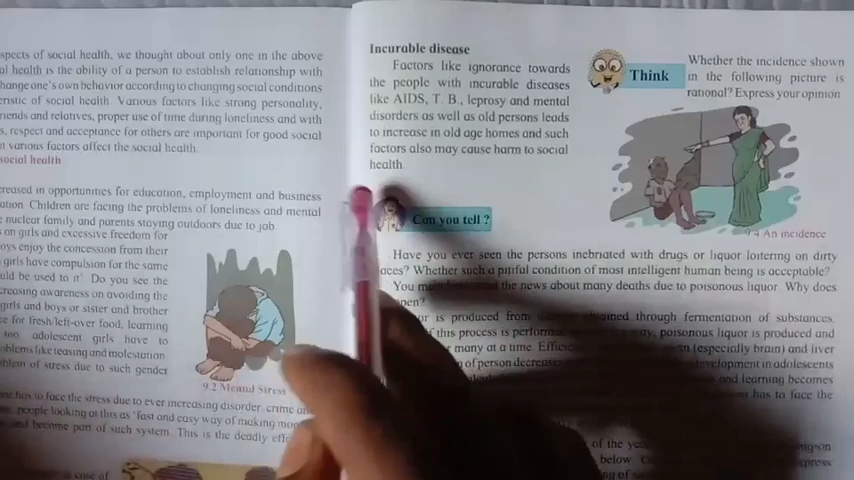 spects of social health, we thought about only one in the above
al health is the ability of a person to establish relationship with
hange one's own behavior according to changing social conditions
eristic of social health. Various factors like strong personality,
riends and relatives, proper use of time during loneliness and with
s, respect and acceptance for others are important for good social
t various factors affect the social health.
social health
creased in opportunities for education, employment and business
ation. Children are facing the problems of loneliness and mental
nuclear family and parents staying outdoors due to job.
s on girls and excessive freedom for
oys enjoy the concession from their
girls have compulsion for the same
uld be used to it' Do you see the
creasing awareness on avoiding the
girls and boys or sister and brother
e for fresh/left-over food, learning
too adolescent girls have to
oblems like teasing and molestation
blem of stress due to such gender
9.2 Mental Stress
one has to face the stress due to ever increasing disorder, crime
people looking at this as "fast and easy way of making
and become part of such system. This is the deadly
in case of
Incurable disease
Factors like ignorance towards
the people with incurable diseases
like AIDS, T. B., leprosy and mental
disorders as well as old persons leads
to increase in old age homes and such
factors also may cause harm to social
health.
Think
Whether the incidence shown
in the following picture is
rational? Express your opinion
9.4 An incidence
Can you tell ?
Have you ever seen the persons inebriated with drugs or liquor loitering on dirty
aces? Whether such a pitiful condition of most intelligent human being is acceptable?
You the news about many deaths due to poisonous liquor. Why does
open?
or is produced from obtained through fermentation of substances.
f this process is performed way, poisonous liquor is produced and
many at a time. (especially brain) and liver
of person decreases development in adolescents
and learning becomes
has to face the
of the
below